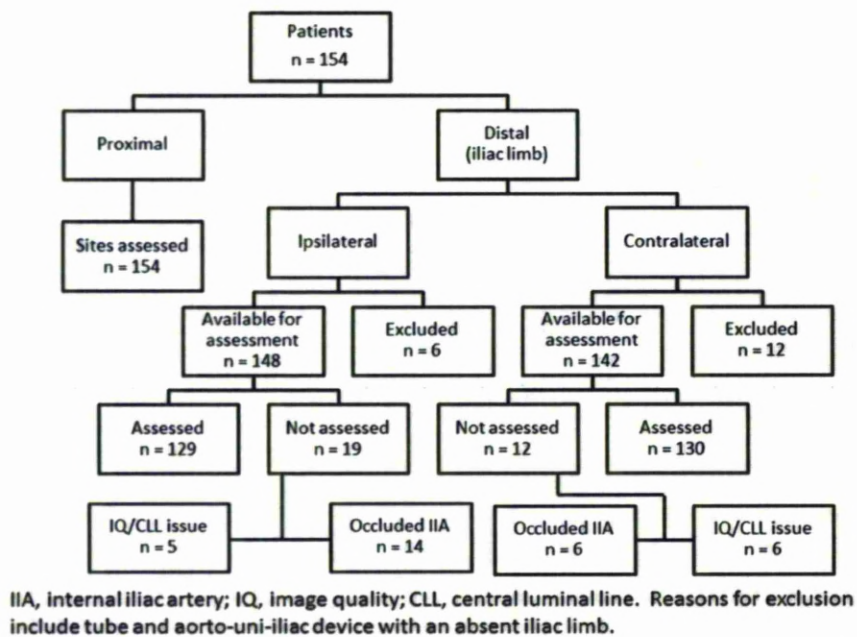 Patients
n = 154
Proximal
Distal
(iliac limb)
Sites assessed
n = 154
Ipsilateral
Contralateral
Available for
assessment
n = 148
Excluded
n = 6
Available for
assessment
n = 142
Excluded
n = 12
Assessed
n = 129
Not assessed
n = 19
Not assessed
n = 12
Assessed
n = 130
IQ/CLL issue
n = 5
Occluded IIA
n = 14
Occluded IIA
n = 6
IQ/CLL issue
n = 6
IIA, internal iliac artery; IQ, image quality; CLL, central luminal line. Reasons for exclusion
include tube and aorto-uni-iliac device with an absent iliac limb.